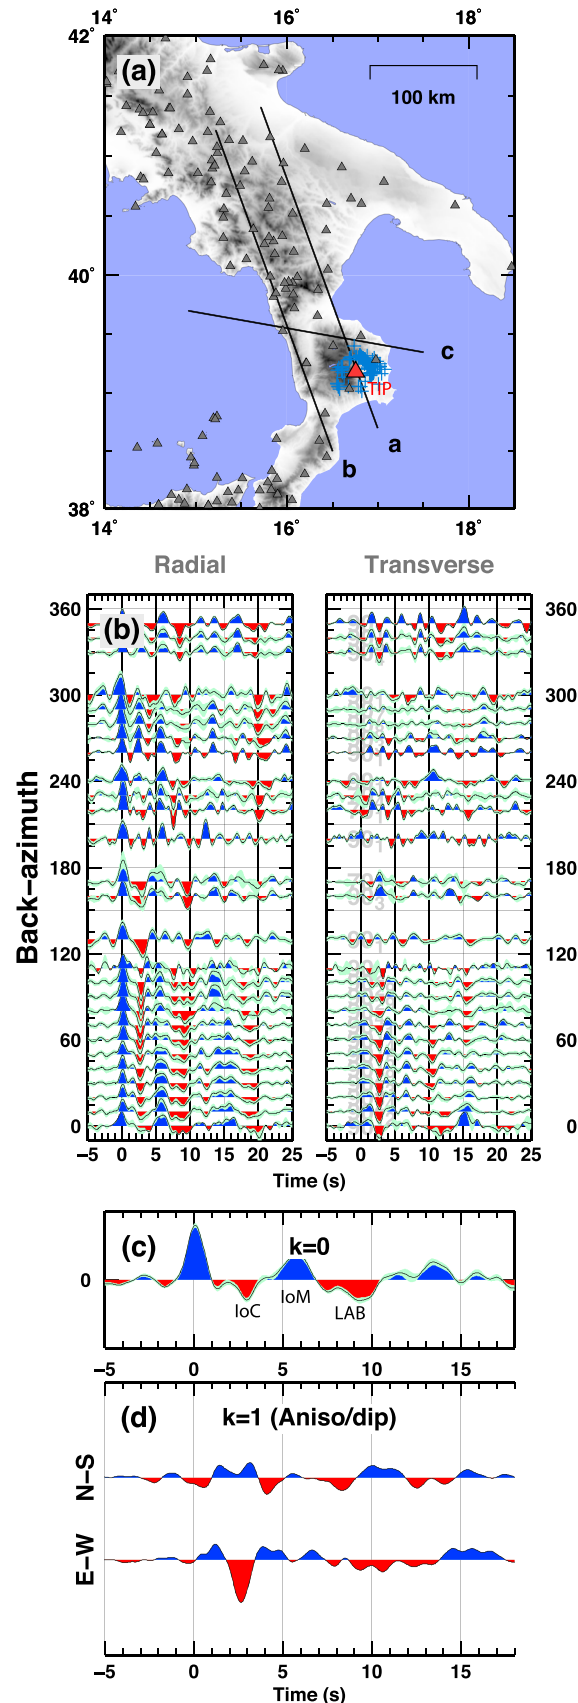 14° 16° 18°
42°
(a)
100 km
40°
c
TIP
a
b
38°
14° 16° 18°
Radial Transverse
(b)
360 360
300 300
240 240
180 180
120 120
60 60
0 0
Back-azimuth
-5 0 5 10 15 20 25 -5 0 5 10 15 20 25
Time (s) Time (s)
(c) k=0
0
IoC IoM LAB
-5 0 5 10 15
(d) k=1 (Aniso/dip)
N-S
E-W
-5 0 5 10 15
Time (s)